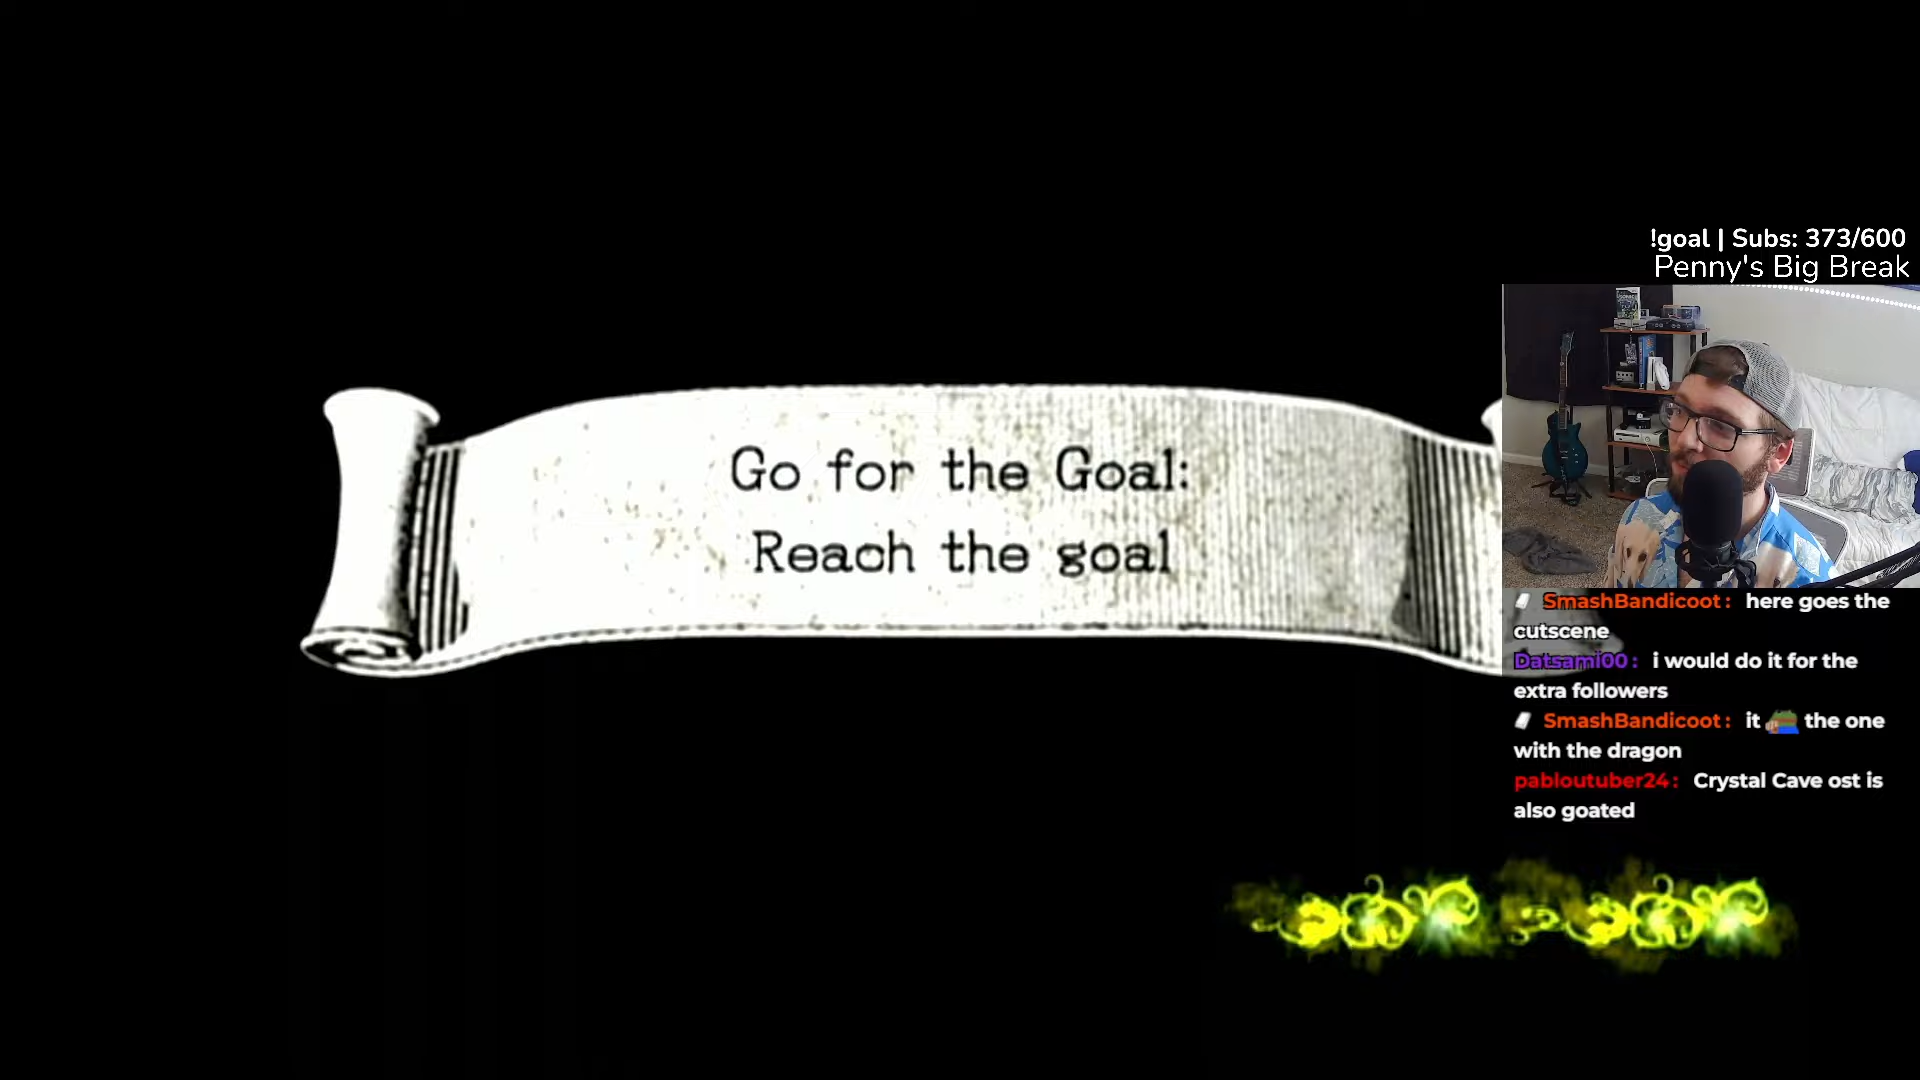 !goal | Subs: 373/600
Penny's Big Break
Go for the Goal:
Reach the goal
SmashBandicoot: here goes the
cutscene
Datsami00: i would do it for the
extra followers
SmashBandicoot: it the one
with the dragon
pabloutuber24: Crystal Cave ost is
also goated